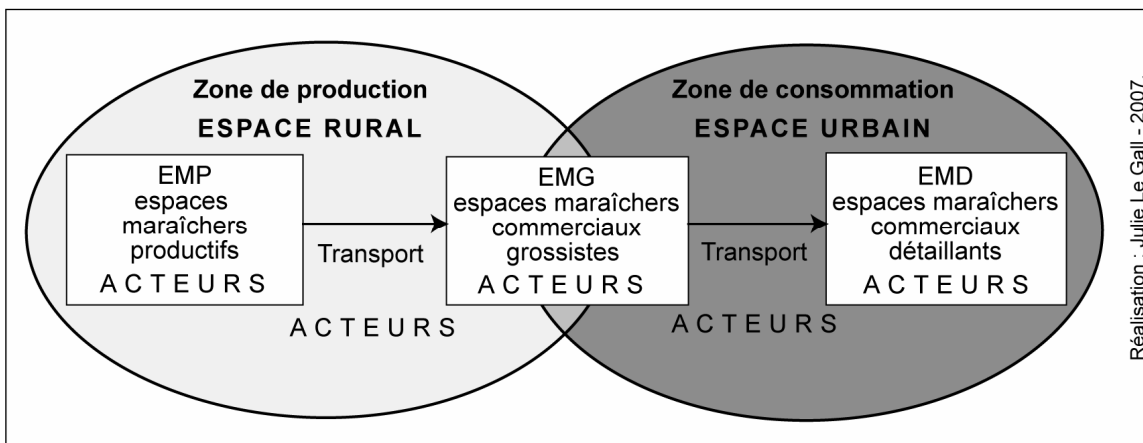 Zone de production
ESPACE RURAL
EMP
espaces
maraîchers
productifs
ACTEURS
Transport
ACTEURS
EMG
espaces maraîchers
commerciaux
grossistes
ACTEURS
Zone de consommation
ESPACE URBAIN
Transport
ACTEURS
EMD
espaces maraîchers
commerciaux
détaillants
ACTEURS
Réalisation : Julie Le Gall - 2007.